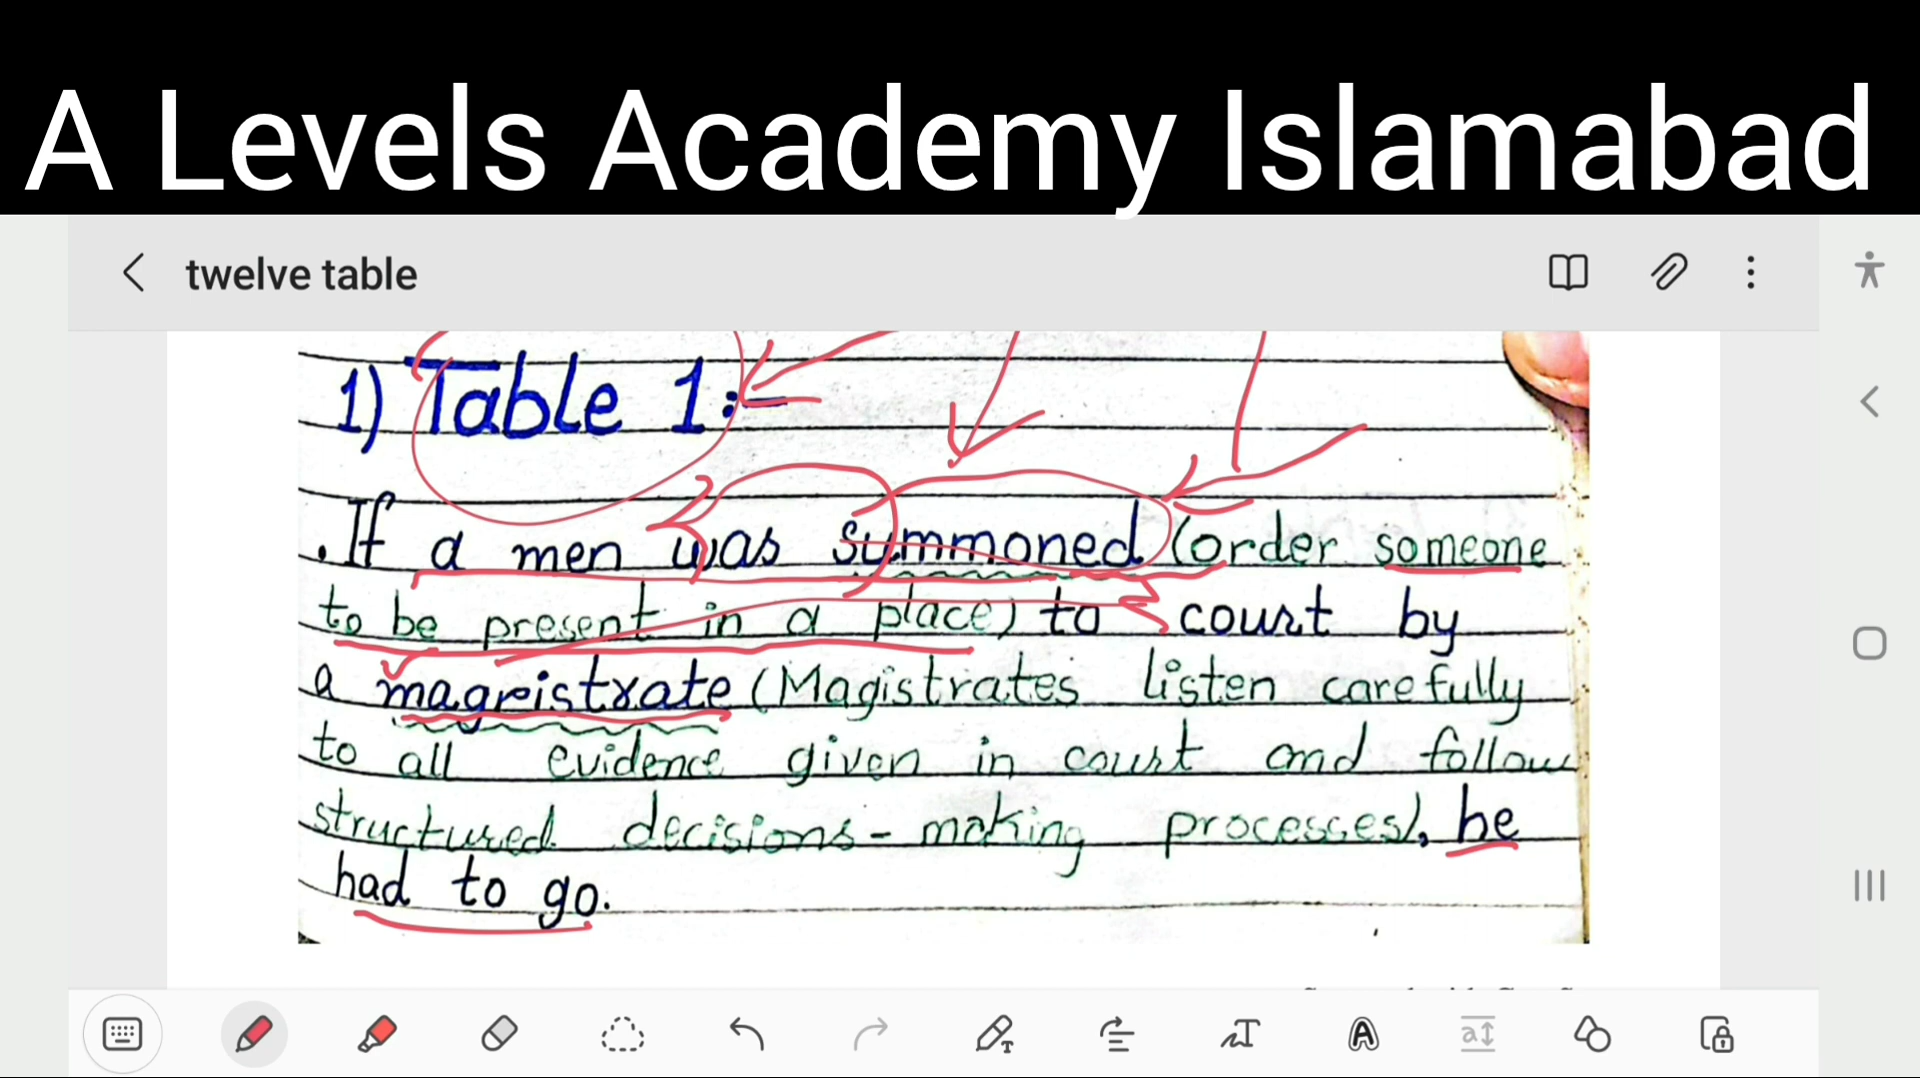 A Levels Academy Islamabad
twelve table
1) Table 1:-
.If a men was summoned (order someone
to be present in a place) to court by
a magristrate (Magistrates listen carefully
to all evidence given in court and follow
structured decisions - making processes), he
had to go.